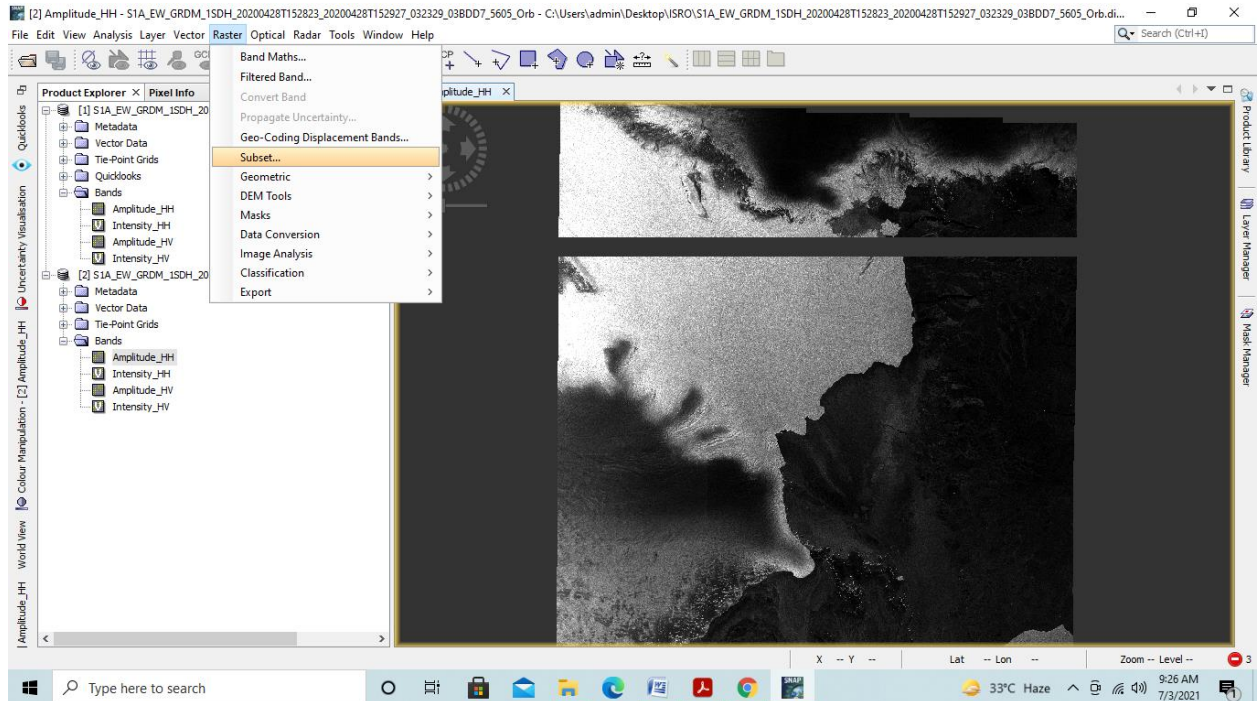 [2] Amplitude_HH - S1A_EW_GRDM_1SDH_20200428T152823_20200428T152927_032329_03BDD7_5605_Orb - C:\Users\admin\Desktop\ISRO\S1A_EW_GRDM_1SDH_20200428T152823_20200428T152927_032329_03BDD7_5605_Orb.di...
File Edit View Analysis Layer Vector Raster Optical Radar Tools Window Help
Search (Ctrl+I)
Product Explorer Pixel Info
[1] S1A_EW_GRDM_1SDH_20
Metadata
Vector Data
Tie-Point Grids
Quicklooks
Bands
Amplitude_HH
Intensity_HH
Amplitude_HV
Intensity_HV
[2] S1A_EW_GRDM_1SDH_20
Metadata
Vector Data
Tie-Point Grids
Bands
Amplitude_HH
Intensity_HH
Amplitude_HV
Intensity_HV
Band Maths...
Filtered Band...
Convert Band
Propagate Uncertainty...
Geo-Coding Displacement Bands...
Subset...
Geometric
DEM Tools
Masks
Data Conversion
Image Analysis
Classification
Export
plitude_HH
Quicklooks
Uncertainty Visualisation
Colour Manipulation - [2] Amplitude_HH
World View
Amplitude_HH
Product Library
Layer Manager
Mask Manager
X -- Y -- Lat -- Lon -- Zoom -- Level -- 3
Type here to search
33°C Haze
9:26 AM
7/3/2021